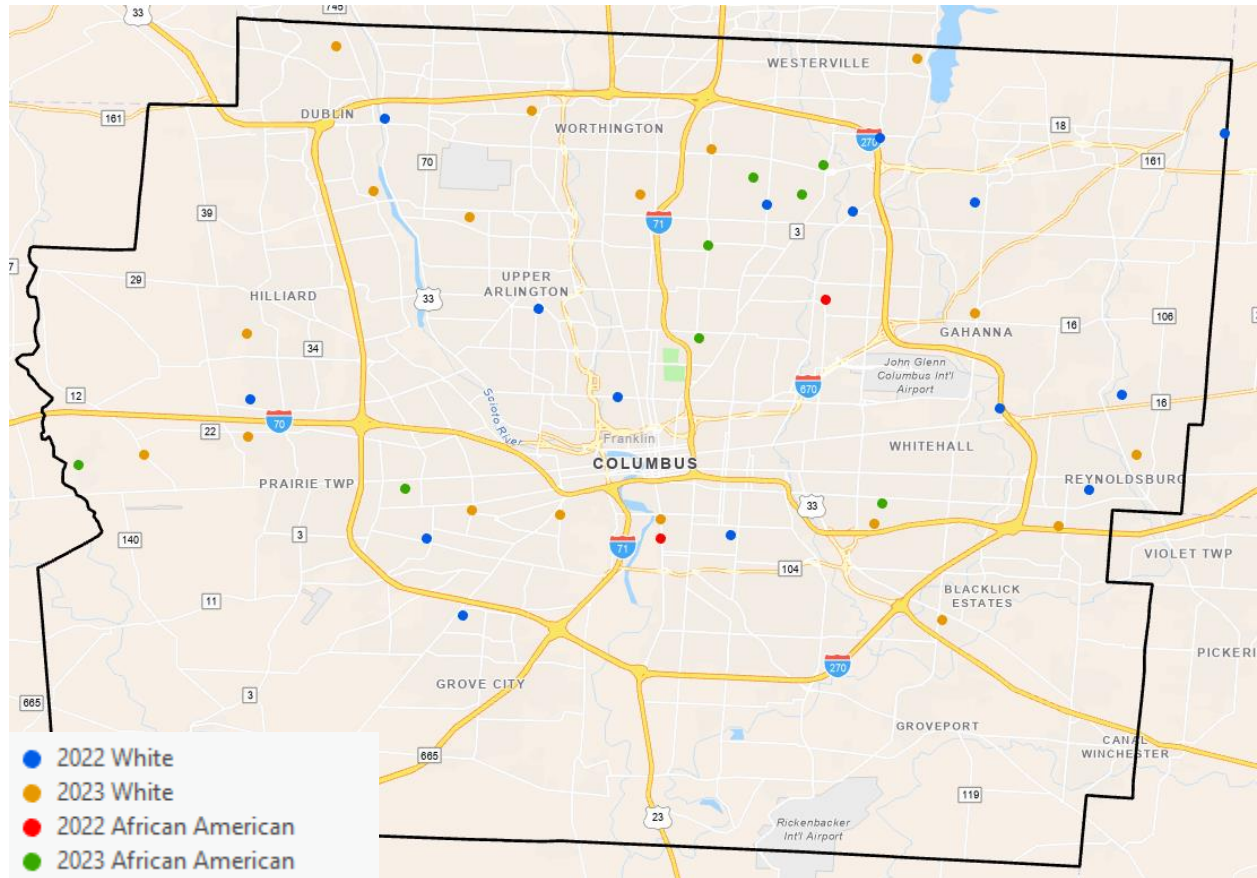 33
745
WESTERVILLE
161
DUBLIN
WORTHINGTON
270
18
161
70
39
71
3
29
HILLIARD
UPPER
ARLINGTON
33
34
GAHANNA
16
106
John Glenn
Columbus Int'l
Airport
670
12
16
70
22
Scioto River
Franklin
WHITEHALL
COLUMBUS
PRAIRIE TWP
REYNOLDSBURG
33
3
140
71
VIOLET TWP
104
11
BLACKLICK
ESTATES
PICKERI
270
GROVE CITY
3
665
GROVEPORT
CANAL
WINCHESTER
665
119
23
Rickenbacker
Int'l Airport
2022 White
2023 White
2022 African American
2023 African American